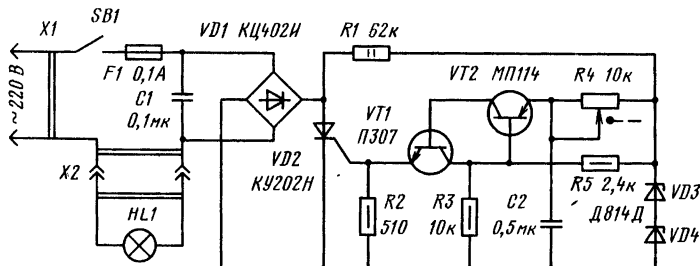 X1
SB1
VD1 КЦ402И
R1 62к
~220 В
F1 0,1А
C1
0,1мк
VT2 МП114
R4 10к
VT1
П307
X2
VD2
КУ202Н
HL1
R2
510
R3
10к
C2
0,5мк
R5 2,4к
Д814Д
VD3
VD4